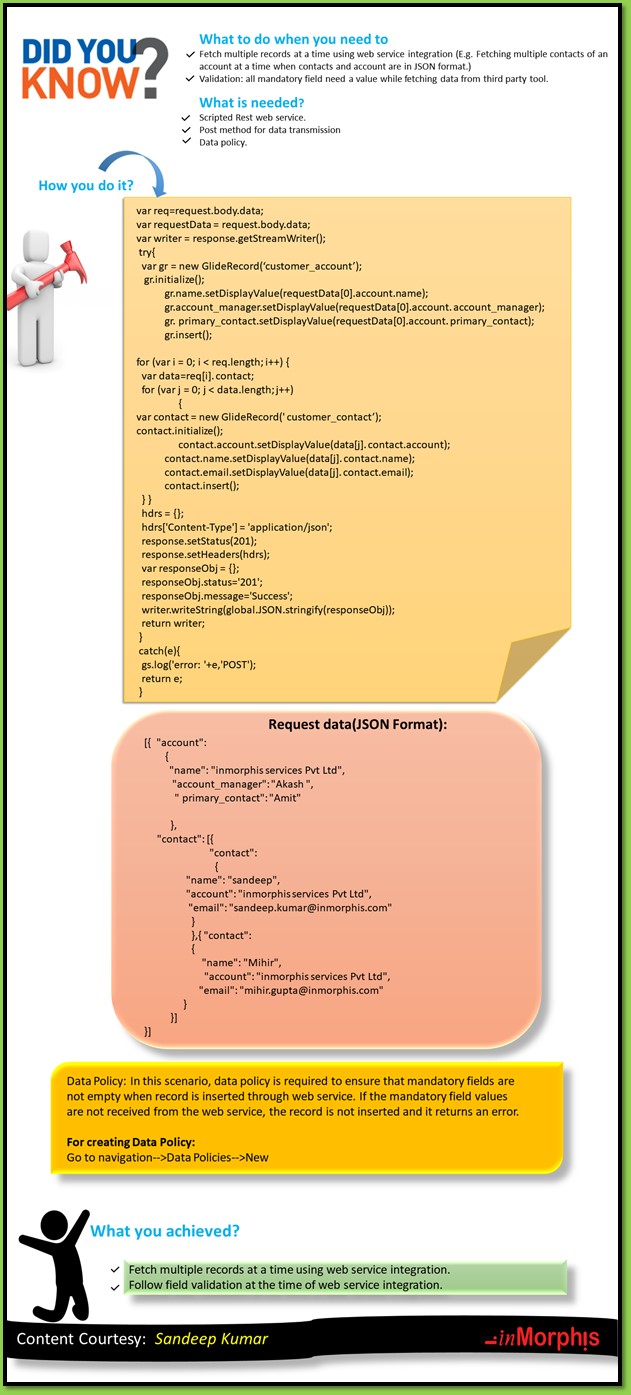 DID YOU
KNOW?
What to do when you need to
✓ Fetch multiple records at a time using web service integration (E.g. Fetching multiple contacts of an
account at a time when contacts and account are in JSON format.)
✓ Validation: all mandatory field need a value while fetching data from third party tool.
What is needed?
✓ Scripted Rest web service.
✓ Post method for data transmission
✓ Data policy.
How you do it?
var req=request.body.data;
var requestData = request.body.data;
var writer = response.getStreamWriter();
try{
var gr = new GlideRecord('customer_account');
gr.initialize();
gr.name.setDisplayValue(requestData[0].account.name);
gr.account_manager.setDisplayValue(requestData[0].account. account_manager);
gr. primary_contact.setDisplayValue(requestData[0].account. primary_contact);
gr.insert();
for (var i = 0; i < req.length; i++) {
var data=req[i]. contact;
for (var j = 0; j < data.length; j++)
{
var contact = new GlideRecord(' customer_contact');
contact.initialize();
contact.account.setDisplayValue(data[j]. contact.account);
contact.name.setDisplayValue(data[j]. contact.name);
contact.email.setDisplayValue(data[j]. contact.email);
contact.insert();
} }
hdrs = {};
hdrs['Content-Type'] = 'application/json';
response.setStatus(201);
response.setHeaders(hdrs);
var responseObj = {};
responseObj.status='201';
responseObj.message='Success';
writer.writeString(global.JSON.stringify(responseObj));
return writer;
}
catch(e){
gs.log('error: '+e,'POST');
return e;
}
Request data(JSON Format):
[{ "account":
{
"name": "inmorphis services Pvt Ltd",
"account_manager": "Akash ",
" primary_contact": "Amit"
},
"contact": [{
"contact":
{
"name": "sandeep",
"account": "inmorphis services Pvt Ltd",
"email": "sandeep.kumar@inmorphis.com"
}
},{ "contact":
{
"name": "Mihir",
"account": "inmorphis services Pvt Ltd",
"email": "mihir.gupta@inmorphis.com"
}
}]
}]
Data Policy: In this scenario, data policy is required to ensure that mandatory fields are
not empty when record is inserted through web service. If the mandatory field values
are not received from the web service, the record is not inserted and it returns an error.
For creating Data Policy:
Go to navigation-->Data Policies-->New
What you achieved?
✓ Fetch multiple records at a time using web service integration.
✓ Follow field validation at the time of web service integration.
Content Courtesy: Sandeep Kumar
inMorphis